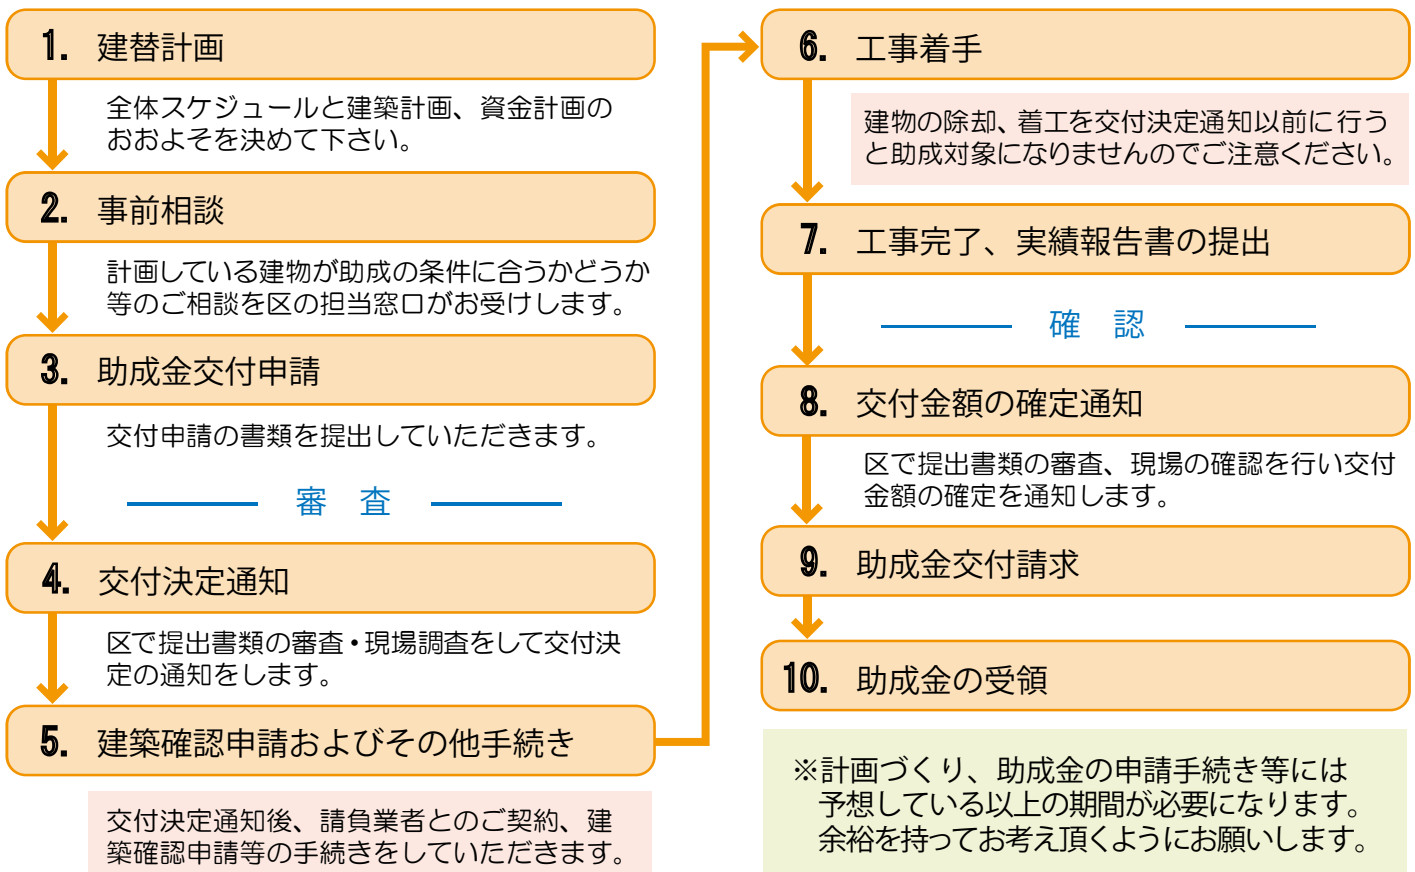 1. 建替計画
全体スケジュールと建築計画、資金計画の
おおよそを決めて下さい。
2. 事前相談
計画している建物が助成の条件に合うかどうか
等のご相談を区の担当窓口がお受けします。
3. 助成金交付申請
交付申請の書類を提出していただきます。
審 査
4. 交付決定通知
区で提出書類の審査・現場調査をして交付決
定の通知をします。
5. 建築確認申請およびその他手続き
交付決定通知後、請負業者とのご契約、建
築確認申請等の手続きをしていただきます。
6. 工事着手
建物の除却、着工を交付決定通知以前に行う
と助成対象になりませんのでご注意ください。
7. 工事完了、実績報告書の提出
確 認
8. 交付金額の確定通知
区で提出書類の審査、現場の確認を行い交付
金額の確定を通知します。
9. 助成金交付請求
10. 助成金の受領
※計画づくり、助成金の申請手続き等には
予想している以上の期間が必要になります。
余裕を持ってお考え頂くようにお願いします。